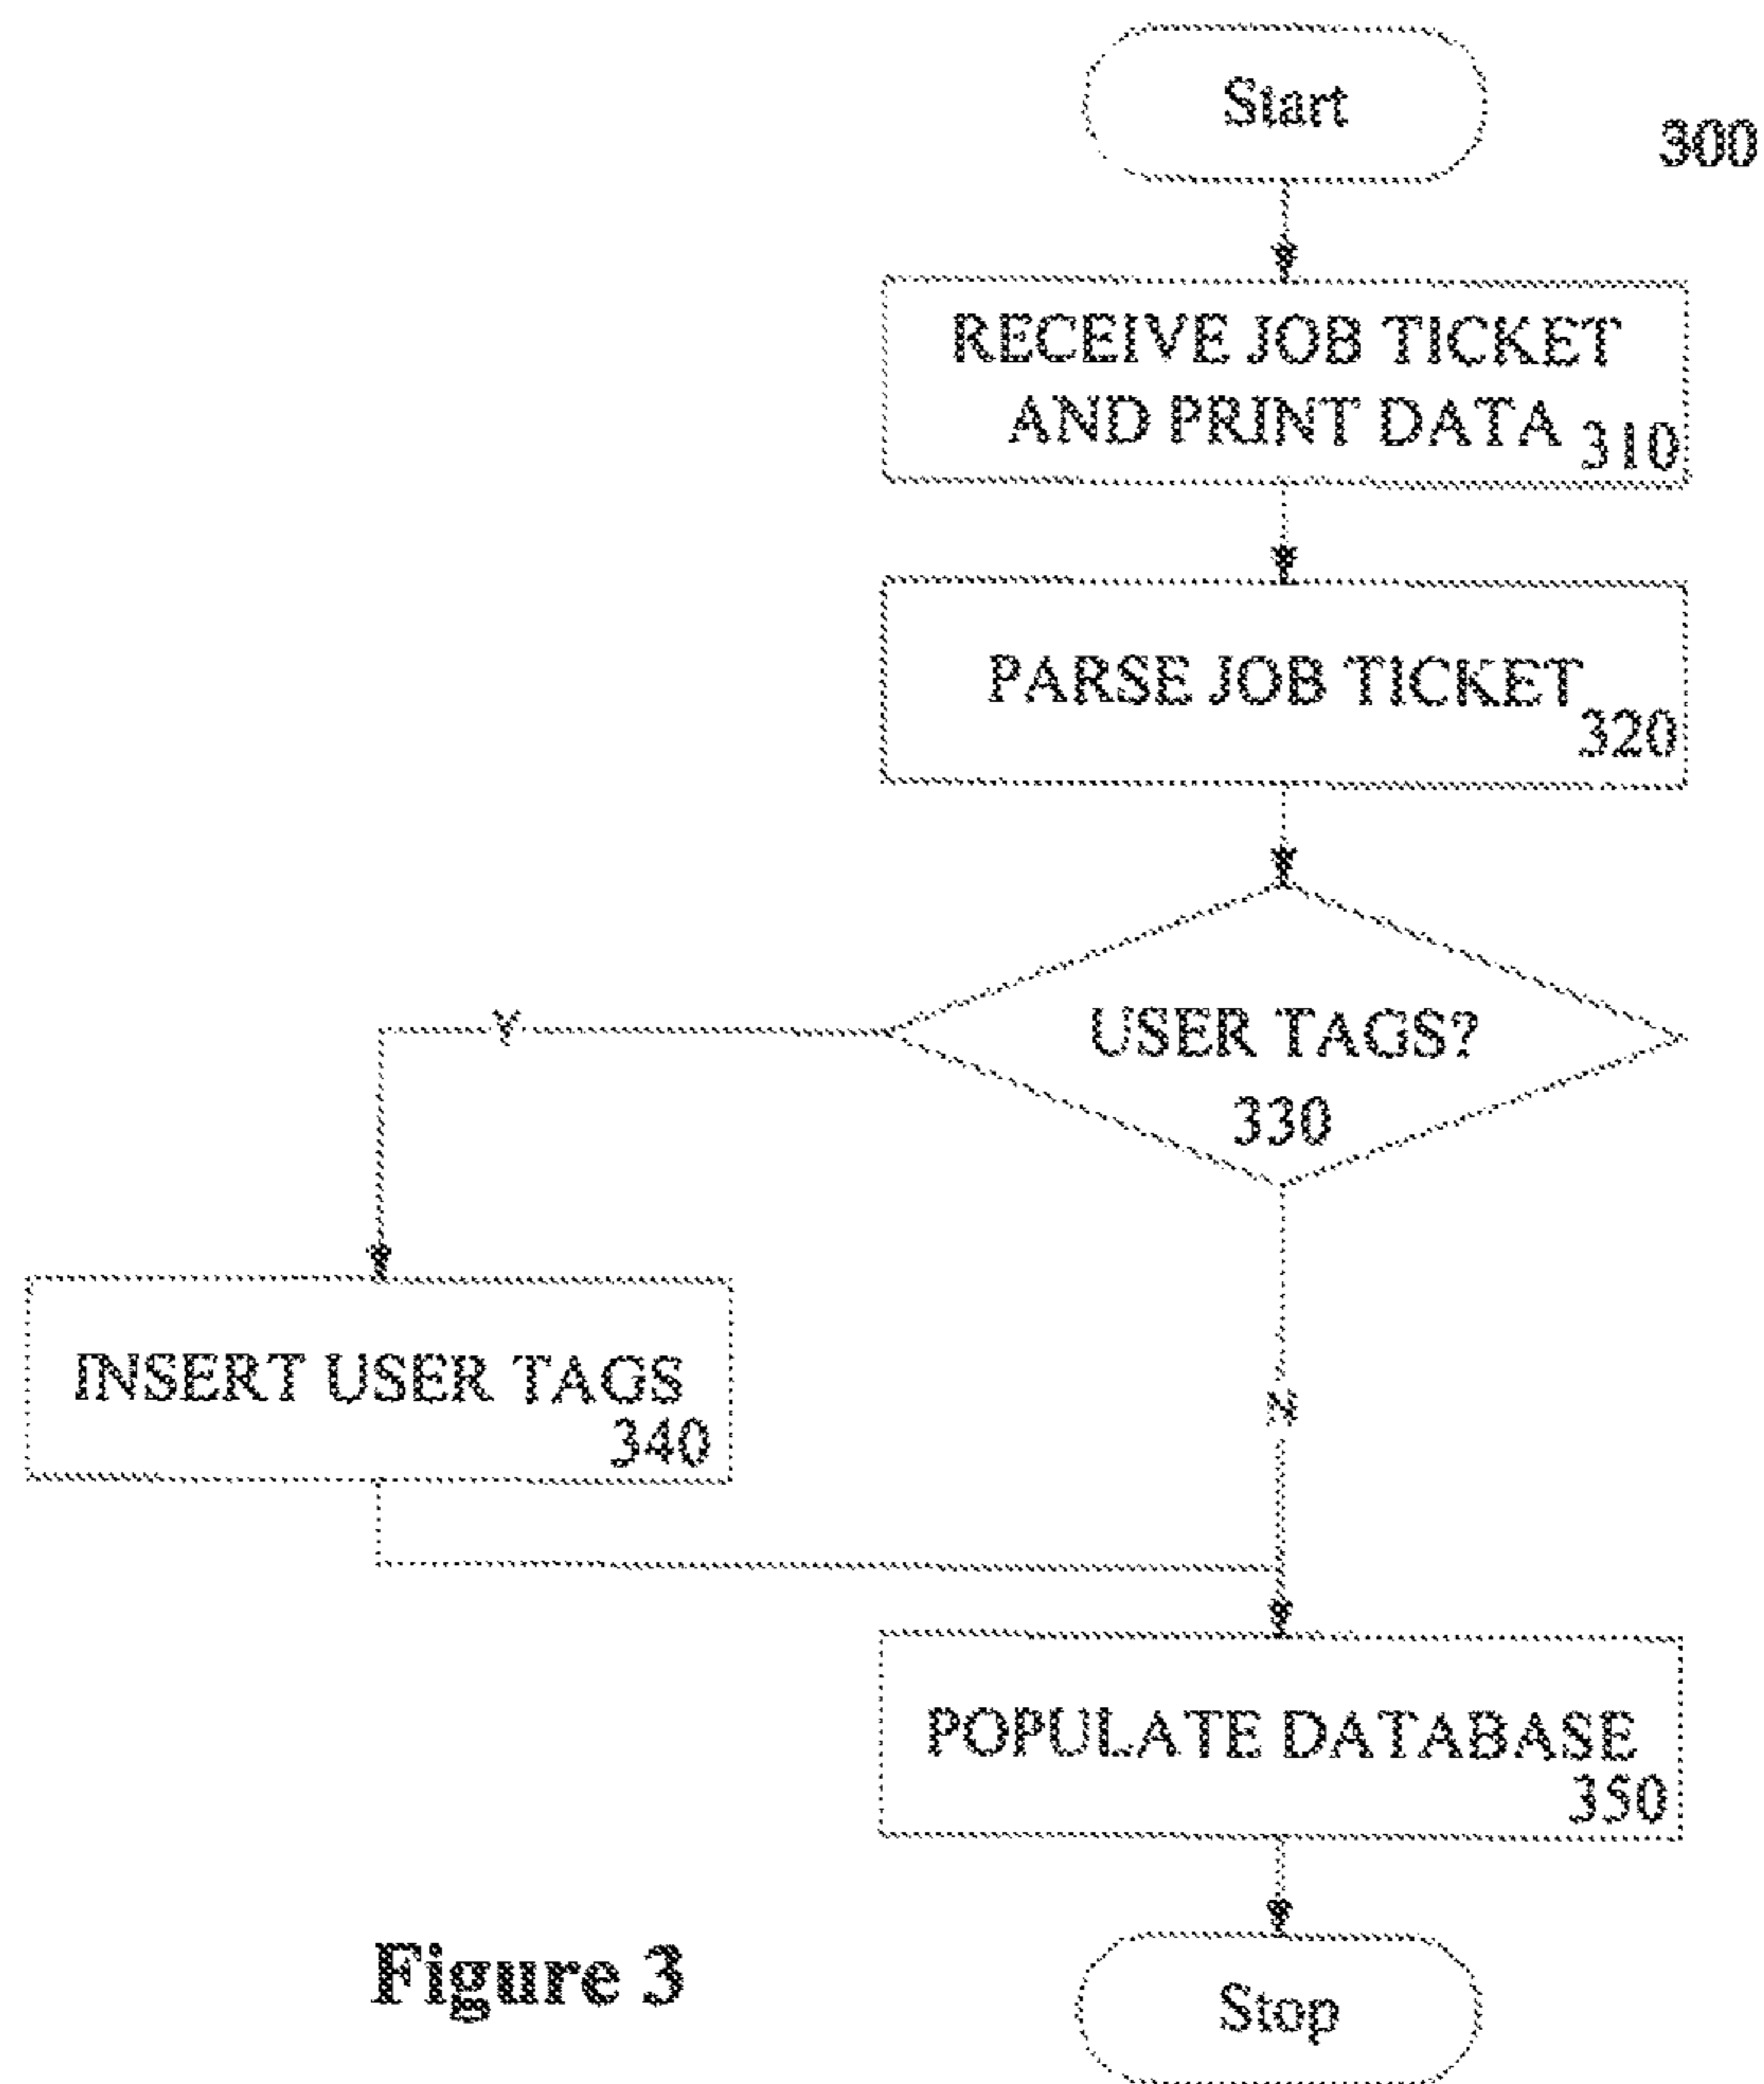 Start
300
RECEIVE JOB TICKET
AND PRINT DATA
310
PARSE JOB TICKET
320
USER TAGS?
330
Y
INSERT USER TAGS
340
N
POPULATE DATABASE
350
Figure 3
Stop